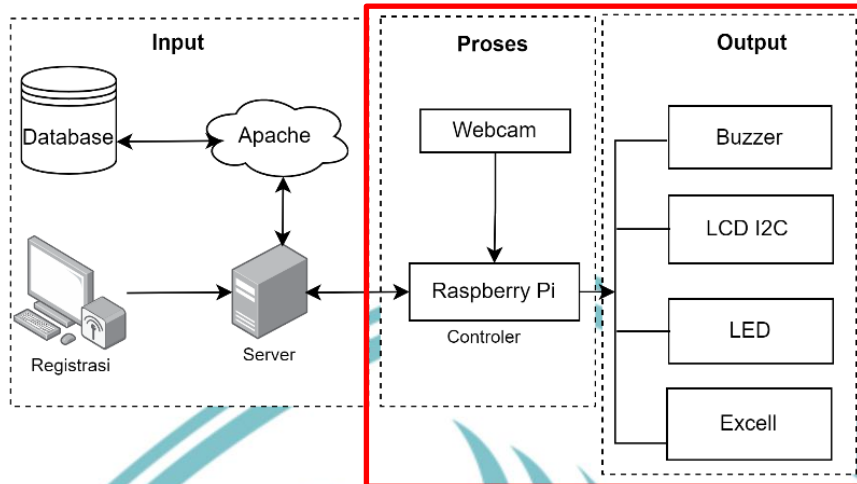 Input
Database
Apache
Registrasi
Server
Proses
Webcam
Raspberry Pi
Controler
Output
Buzzer
LCD I2C
LED
Excell